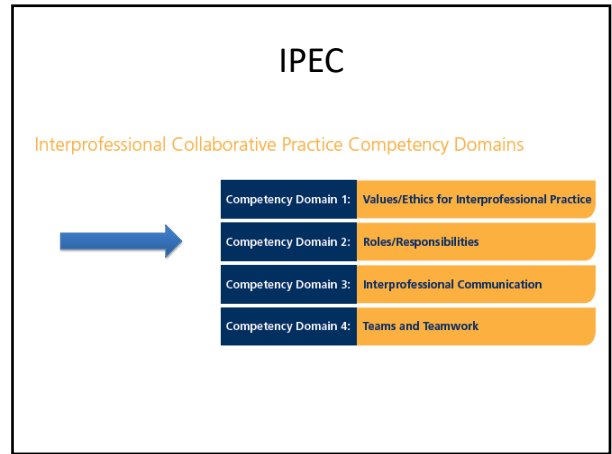 IPEC
Interprofessional Collaborative Practice Competency Domains
Competency Domain 1: Values/Ethics for Interprofessional Practice
Competency Domain 2: Roles/Responsibilities
Competency Domain 3: Interprofessional Communication
Competency Domain 4: Teams and Teamwork